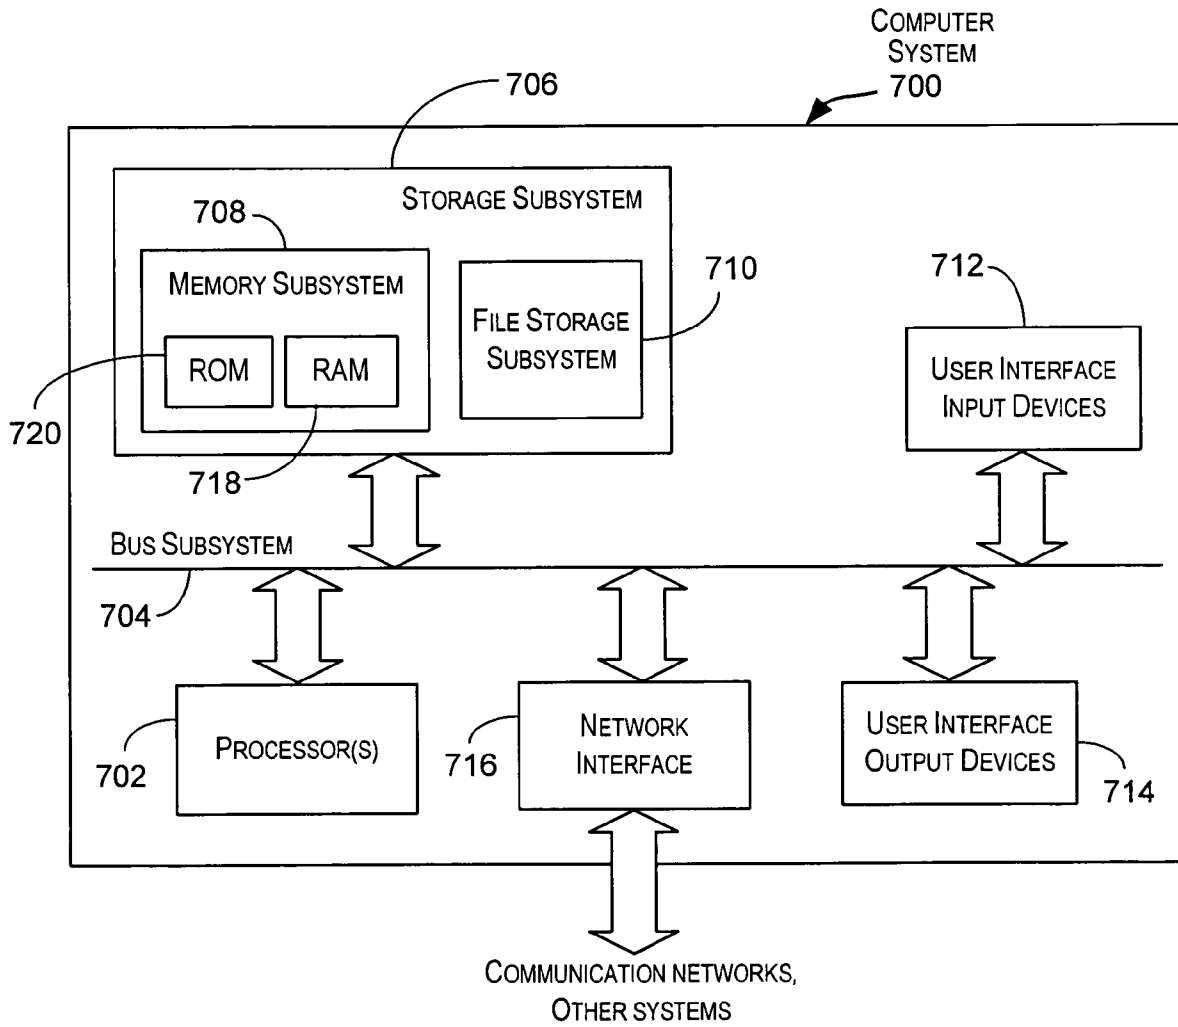 COMPUTER
SYSTEM
700
706
STORAGE SUBSYSTEM
708
MEMORY SUBSYSTEM
ROM
RAM
720
718
FILE STORAGE
SUBSYSTEM
710
712
USER INTERFACE
INPUT DEVICES
BUS SUBSYSTEM
704
PROCESSOR(S)
702
NETWORK
INTERFACE
716
USER INTERFACE
OUTPUT DEVICES
714
COMMUNICATION NETWORKS,
OTHER SYSTEMS